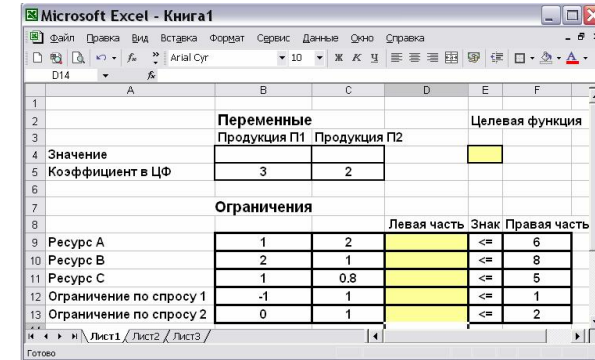 Microsoft Excel - Книга1
Файл Правка Вид Вставка Формат Сервис Данные Окно Справка
Arial Cyr 10 Ж К Ч
D14 fx
A B C D E F
1
2 Переменные Целевая функция
3 Продукция П1 Продукция П2
4 Значение
5 Коэффициент в ЦФ 3 2
6
7 Ограничения
8 Левая часть Знак Правая часть
9 Ресурс А 1 2 <= 6
10 Ресурс В 2 1 <= 8
11 Ресурс С 1 0.8 <= 5
12 Ограничение по спросу 1 -1 1 <= 1
13 Ограничение по спросу 2 0 1 <= 2
Лист1 Лист2 Лист3
Готово